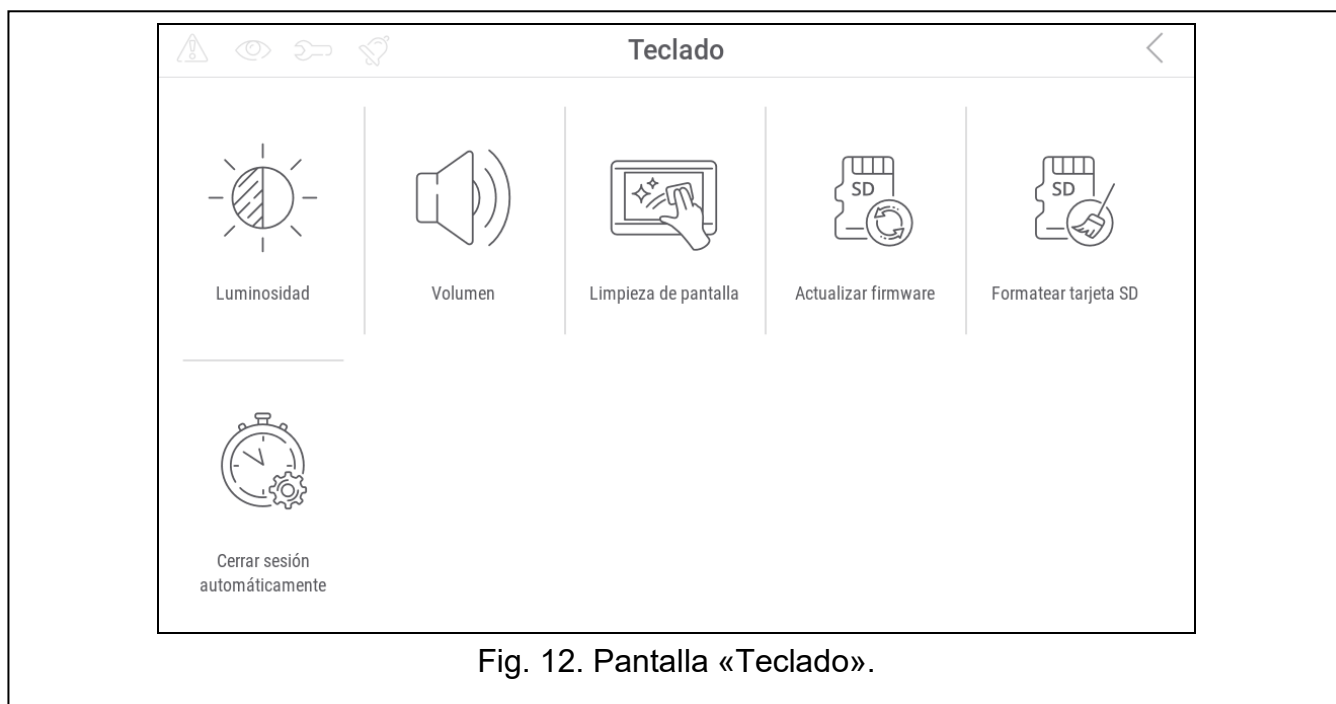 Teclado
Luminosidad
Volumen
Limpieza de pantalla
SD
Actualizar firmware
SD
Formatear tarjeta SD
Cerrar sesión
automáticamente
Fig. 12. Pantalla «Teclado».